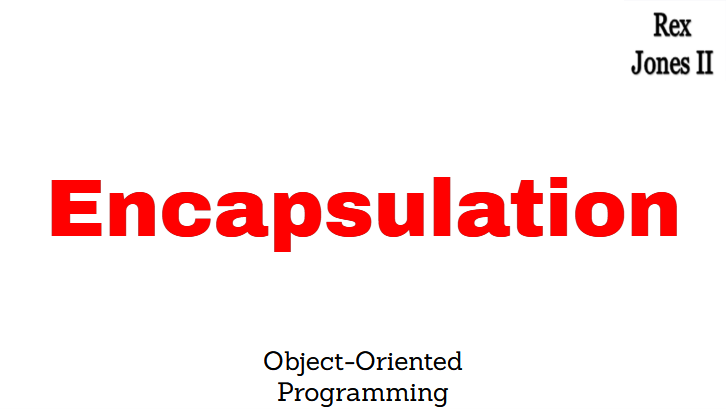 Rex
Jones II
Encapsulation
Object-Oriented
Programming